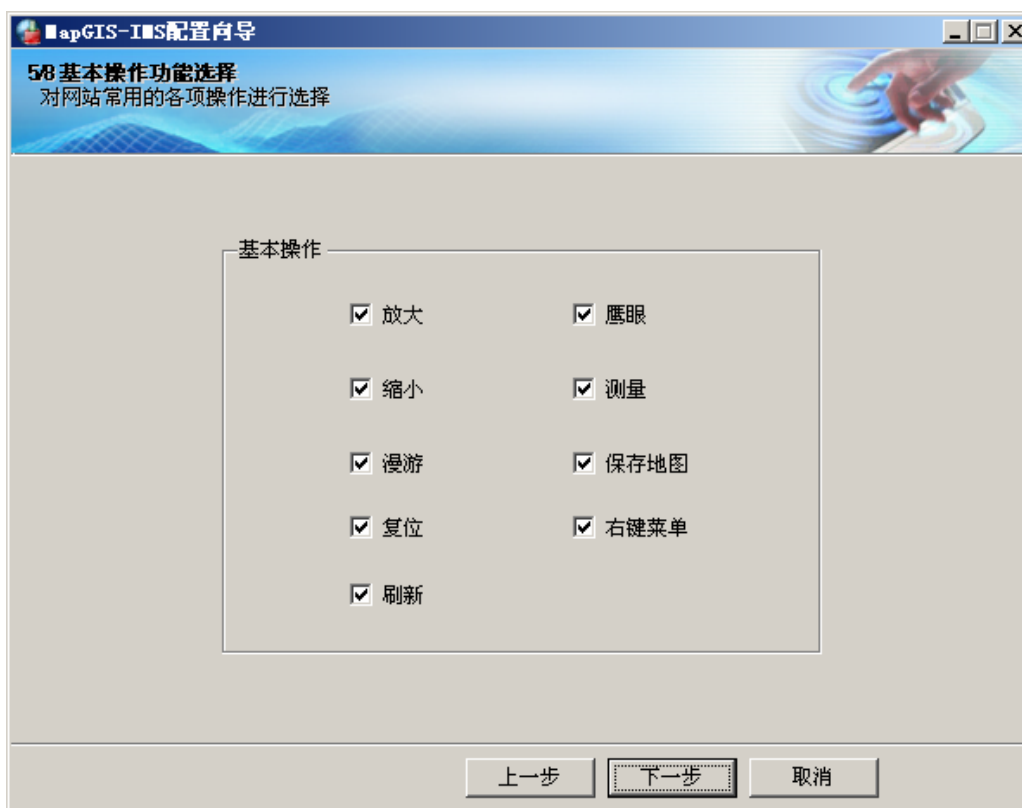 MapGIS-IMS配置向导
5/8 基本操作功能选择
对网站常用的各项操作进行选择
基本操作
放大
鹰眼
缩小
测量
漫游
保存地图
复位
右键菜单
刷新
上一步
下一步
取消